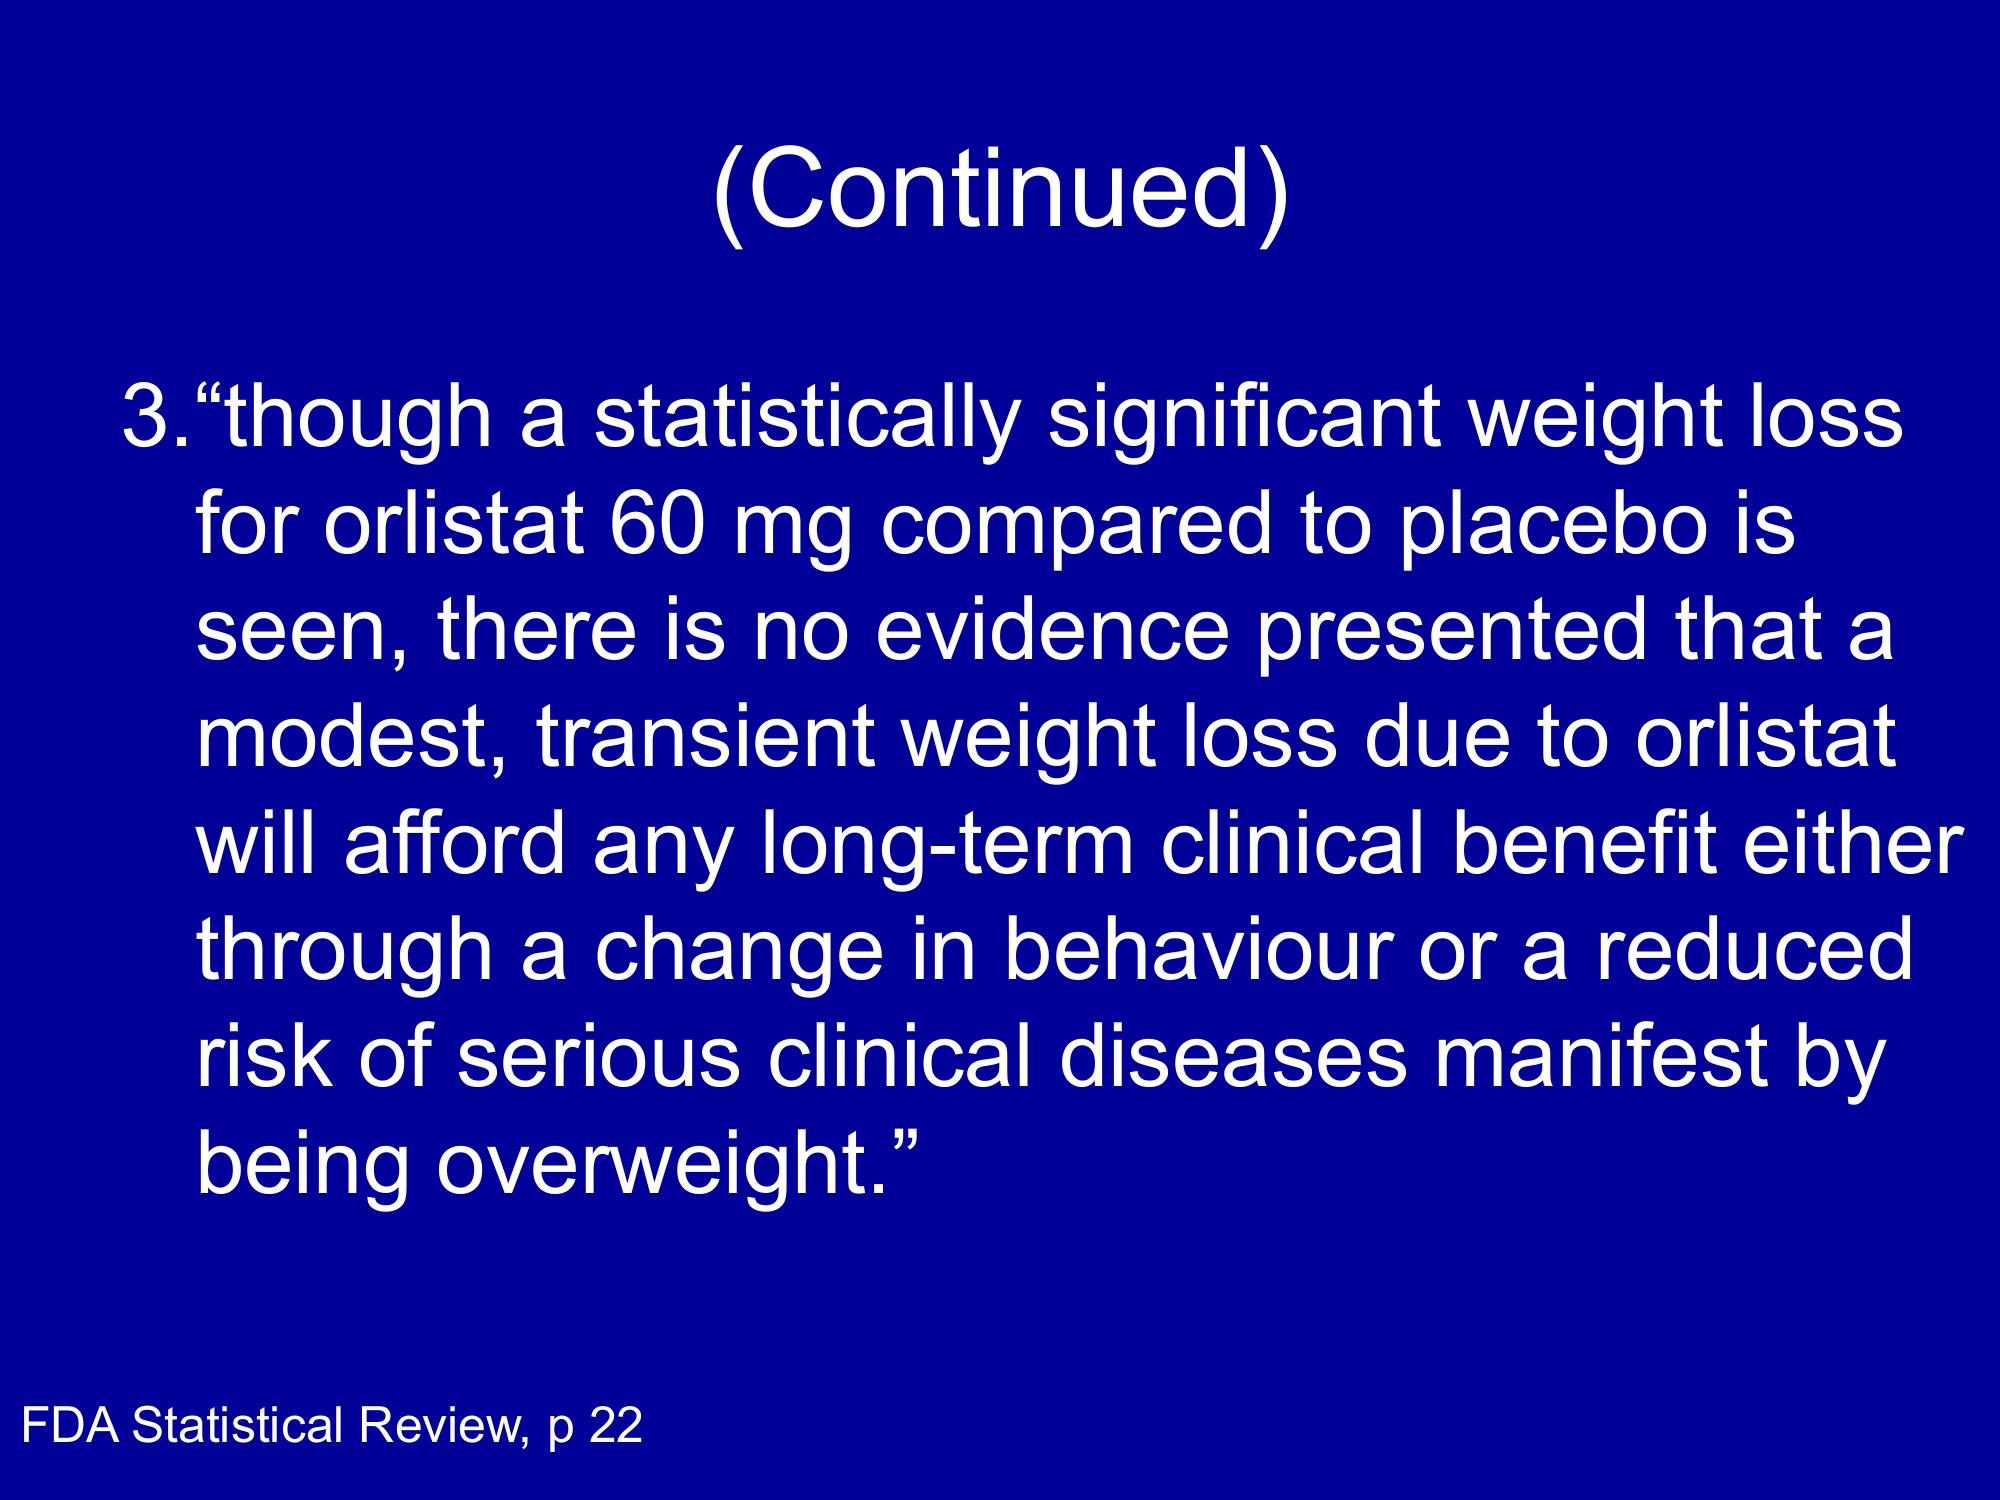 (Continued)
3.“though a statistically significant weight loss
for orlistat 60 mg compared to placebo is
seen, there is no evidence presented that a
modest, transient weight loss due to orlistat
will afford any long-term clinical benefit either
through a change in behaviour or a reduced
risk of serious clinical diseases manifest by
being overweight.”
FDA Statistical Review, p 22